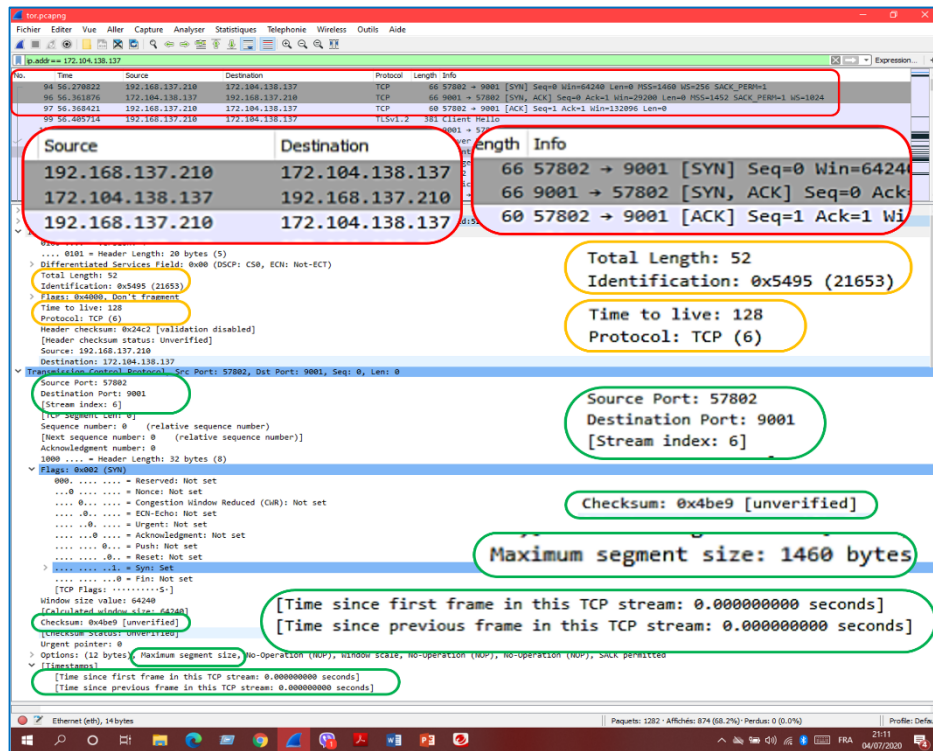 tor.pcapng
Fichier Editer Vue Aller Capture Analyser Statistiques Telephonie Wireless Outils Aide
ip.addr == 172.104.138.137
Expression...
No. Time Source Destination Protocol Length Info
94 56.270822 192.168.137.210 172.104.138.137 TCP 66 57802 → 9001 [SYN] Seq=0 Win=64240 Len=0 MSS=1460 WS=256 SACK_PERM=1
96 56.361876 172.104.138.137 192.168.137.210 TCP 66 9001 → 57802 [SYN, ACK] Seq=0 Ack=1 Win=29200 Len=0 MSS=1452 SACK_PERM=1 WS=1024
97 56.368421 192.168.137.210 172.104.138.137 TCP 60 57802 → 9001 [ACK] Seq=1 Ack=1 Win=132096 Len=0
99 56.405714 192.168.137.210 172.104.138.137 TLSv1.2 381 Client Hello
Source Destination
192.168.137.210 172.104.138.137
172.104.138.137 192.168.137.210
192.168.137.210 172.104.138.137
ength Info
66 57802 → 9001 [SYN] Seq=0 Win=6424
66 9001 → 57802 [SYN, ACK] Seq=0 Ack
60 57802 → 9001 [ACK] Seq=1 Ack=1 Wi
.... 0101 = Header Length: 20 bytes (5)
Differentiated Services Field: 0x00 (DSCP: CS0, ECN: Not-ECT)
Total Length: 52
Identification: 0x5495 (21653)
Flags: 0x4000, Don't fragment
Time to live: 128
Protocol: TCP (6)
Header checksum: 0x24c2 [validation disabled]
[Header checksum status: Unverified]
Source: 192.168.137.210
Destination: 172.104.138.137
Total Length: 52
Identification: 0x5495 (21653)
Time to live: 128
Protocol: TCP (6)
Transmission Control Protocol, Src Port: 57802, Dst Port: 9001, Seq: 0, Len: 0
Source Port: 57802
Destination Port: 9001
[Stream index: 6]
[TCP Segment Len: 0]
Sequence number: 0 (relative sequence number)
[Next sequence number: 0 (relative sequence number)]
Acknowledgment number: 0
1000 .... = Header Length: 32 bytes (8)
Source Port: 57802
Destination Port: 9001
[Stream index: 6]
Flags: 0x002 (SYN)
000. .... .... = Reserved: Not set
...0 .... .... = Nonce: Not set
.... 0... .... = Congestion Window Reduced (CWR): Not set
.... .0.. .... = ECN-Echo: Not set
.... ..0. .... = Urgent: Not set
.... ...0 .... = Acknowledgment: Not set
.... .... 0... = Push: Not set
.... .... .0.. = Reset: Not set
.... .... ..1. = Syn: Set
.... .... ...0 = Fin: Not set
[TCP Flags: ··········S·]
Checksum: 0x4be9 [unverified]
Maximum segment size: 1460 bytes
Window size value: 64240
[Calculated window size: 64240]
Checksum: 0x4be9 [unverified]
[Checksum Status: Unverified]
Urgent pointer: 0
Options: (12 bytes), Maximum segment size, No-Operation (NOP), Window scale, No-Operation (NOP), No-Operation (NOP), SACK permitted
[Timestamps]
[Time since first frame in this TCP stream: 0.000000000 seconds]
[Time since previous frame in this TCP stream: 0.000000000 seconds]
[Time since first frame in this TCP stream: 0.000000000 seconds]
[Time since previous frame in this TCP stream: 0.000000000 seconds]
Ethernet (eth), 14 bytes
Paquets: 1282 · Affichés: 874 (68.2%) · Perdus: 0 (0.0%)
Profile: Defau
FRA
21:11
04/07/2020